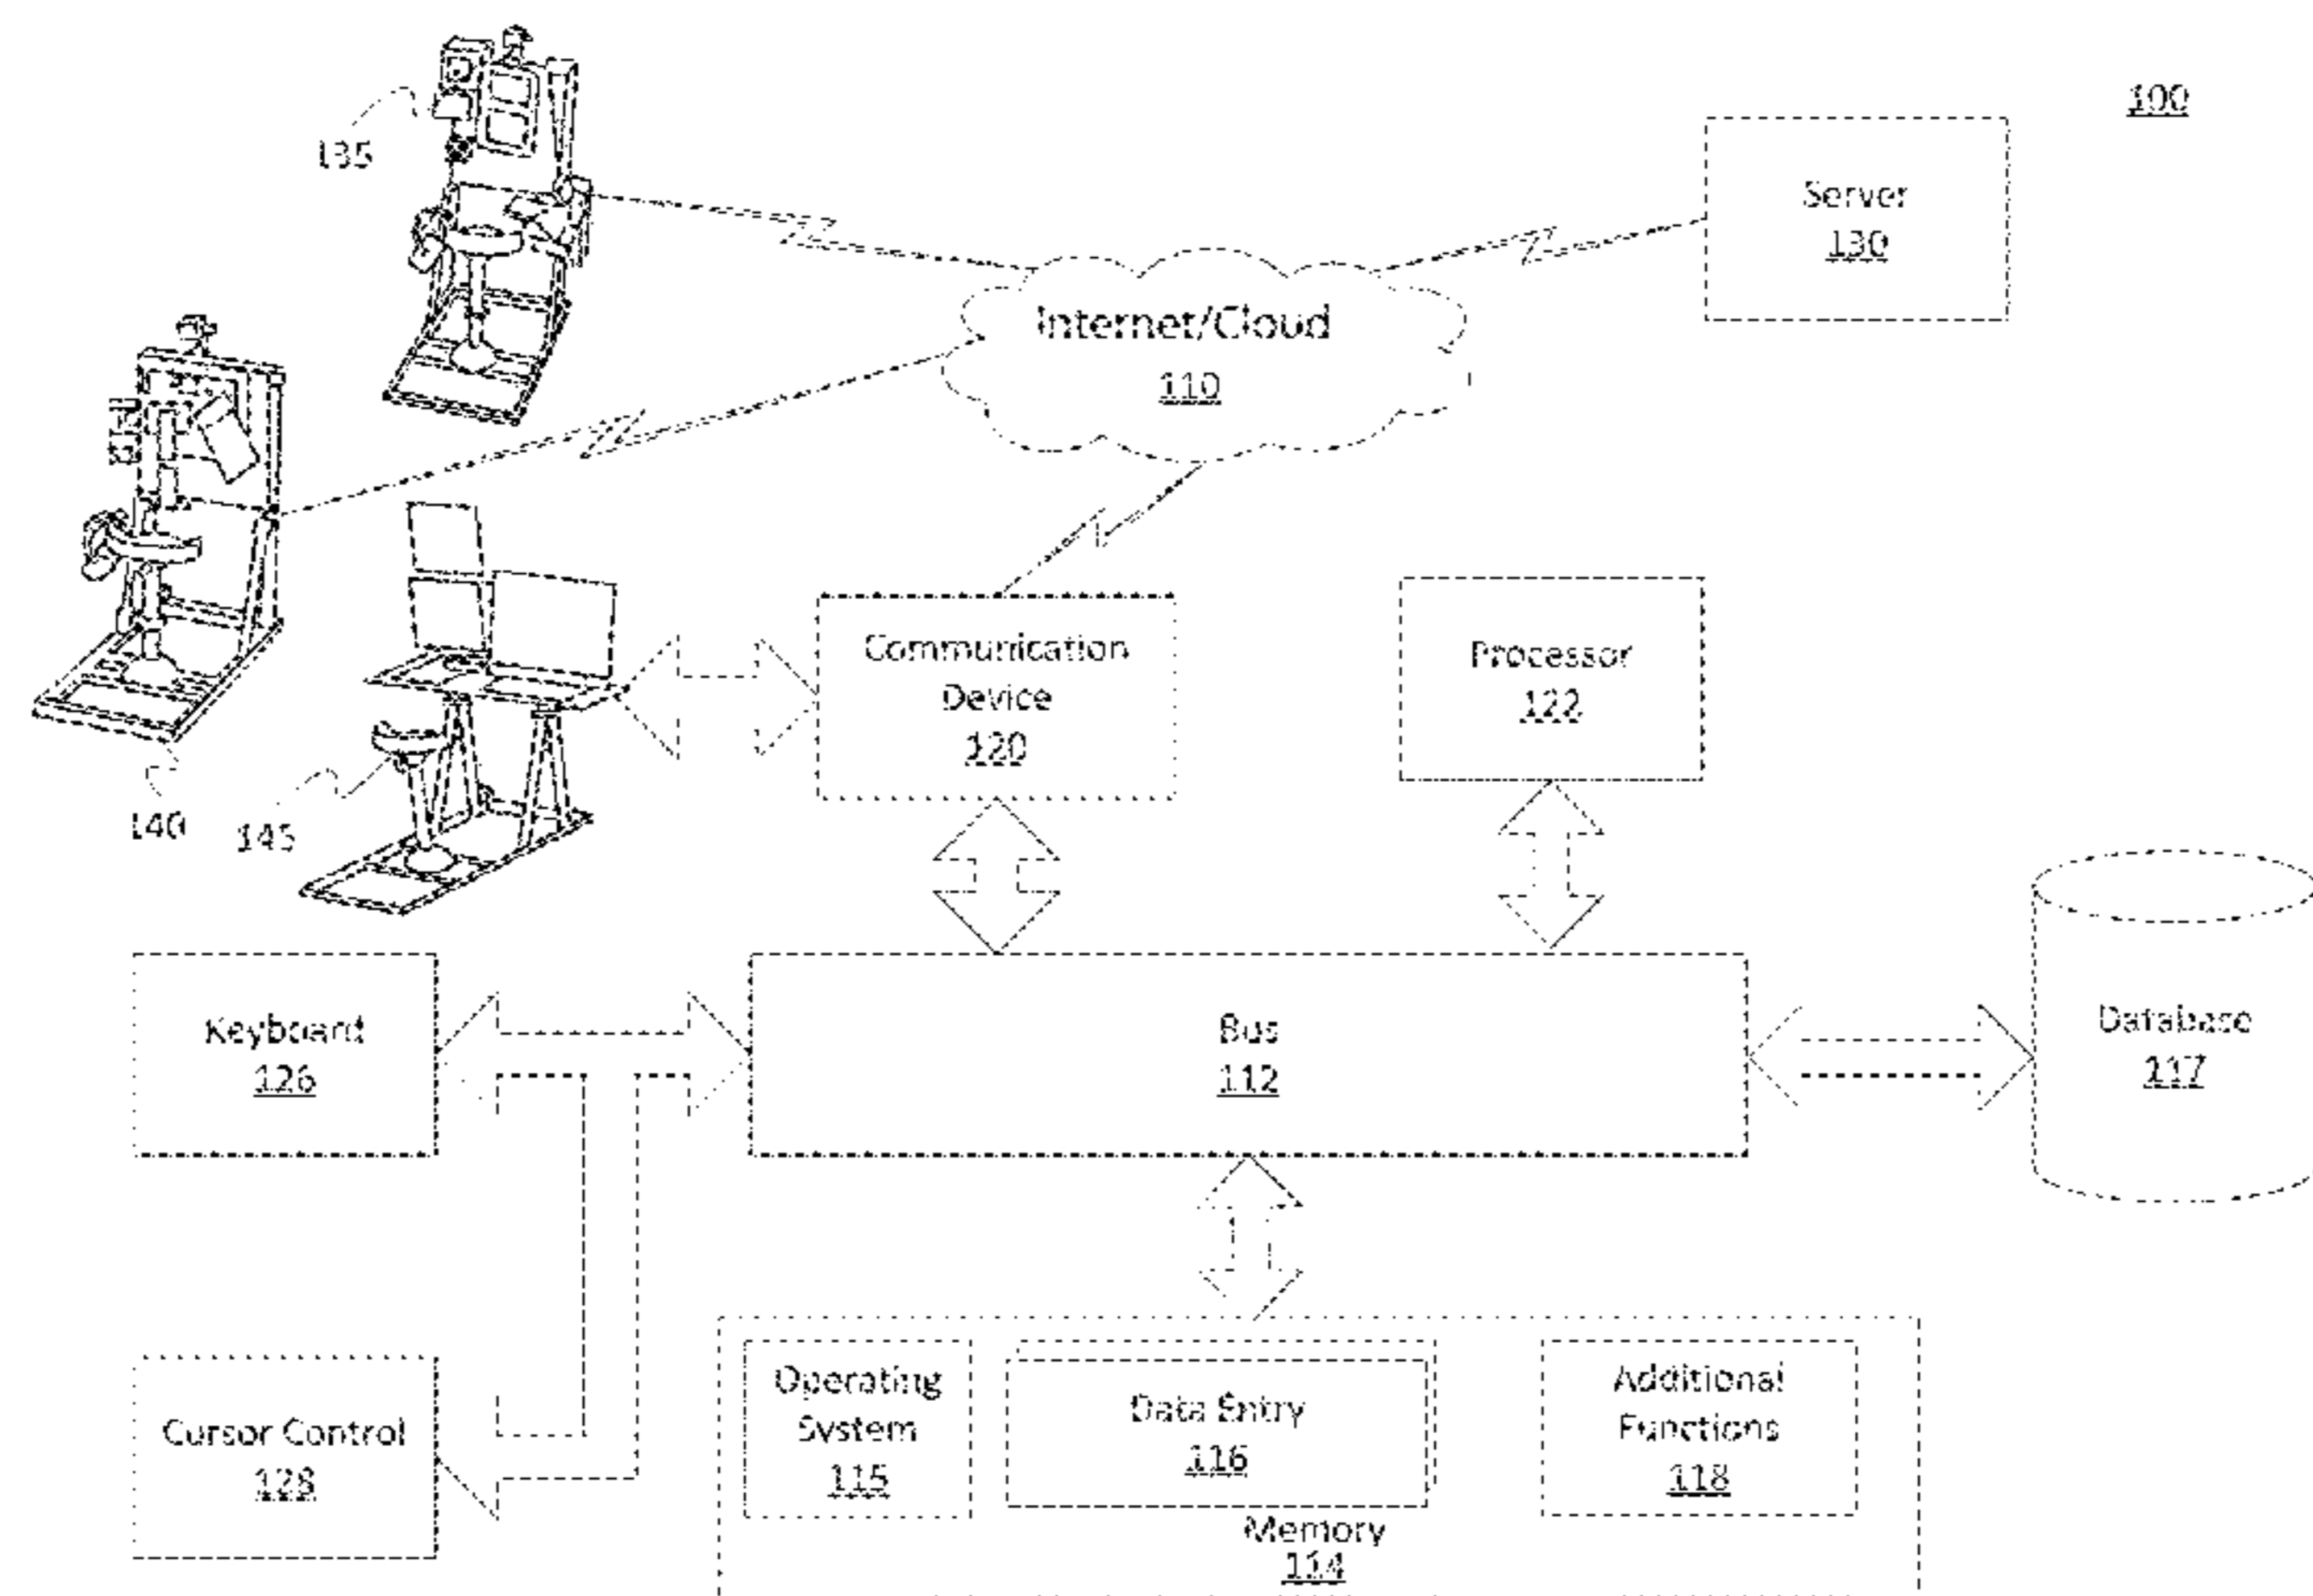 100
135
Server
130
Internet/Cloud
110
Communication
Device
120
Processor
122
140
145
Keyboard
126
Bus
112
Database
117
Cursor Control
128
Operating
System
115
Data Entry
116
Additional
Functions
118
Memory
114